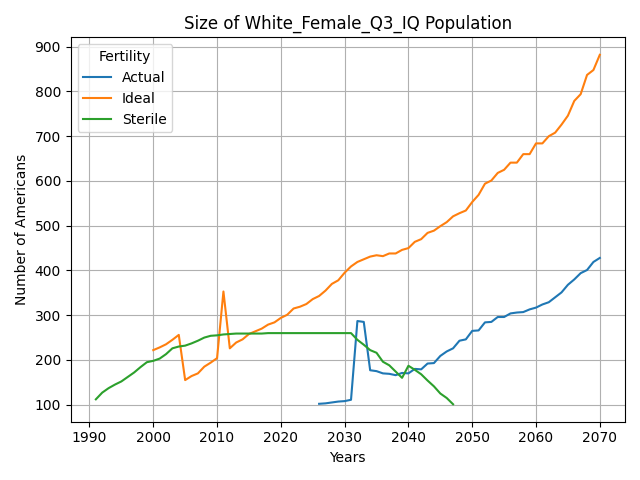 Size of White_Female_Q3_IQ Population
Fertility
Actual
Ideal
Sterile
Number of Americans
900
800
700
600
500
400
300
200
100
1990 2000 2010 2020 2030 2040 2050 2060 2070
Years